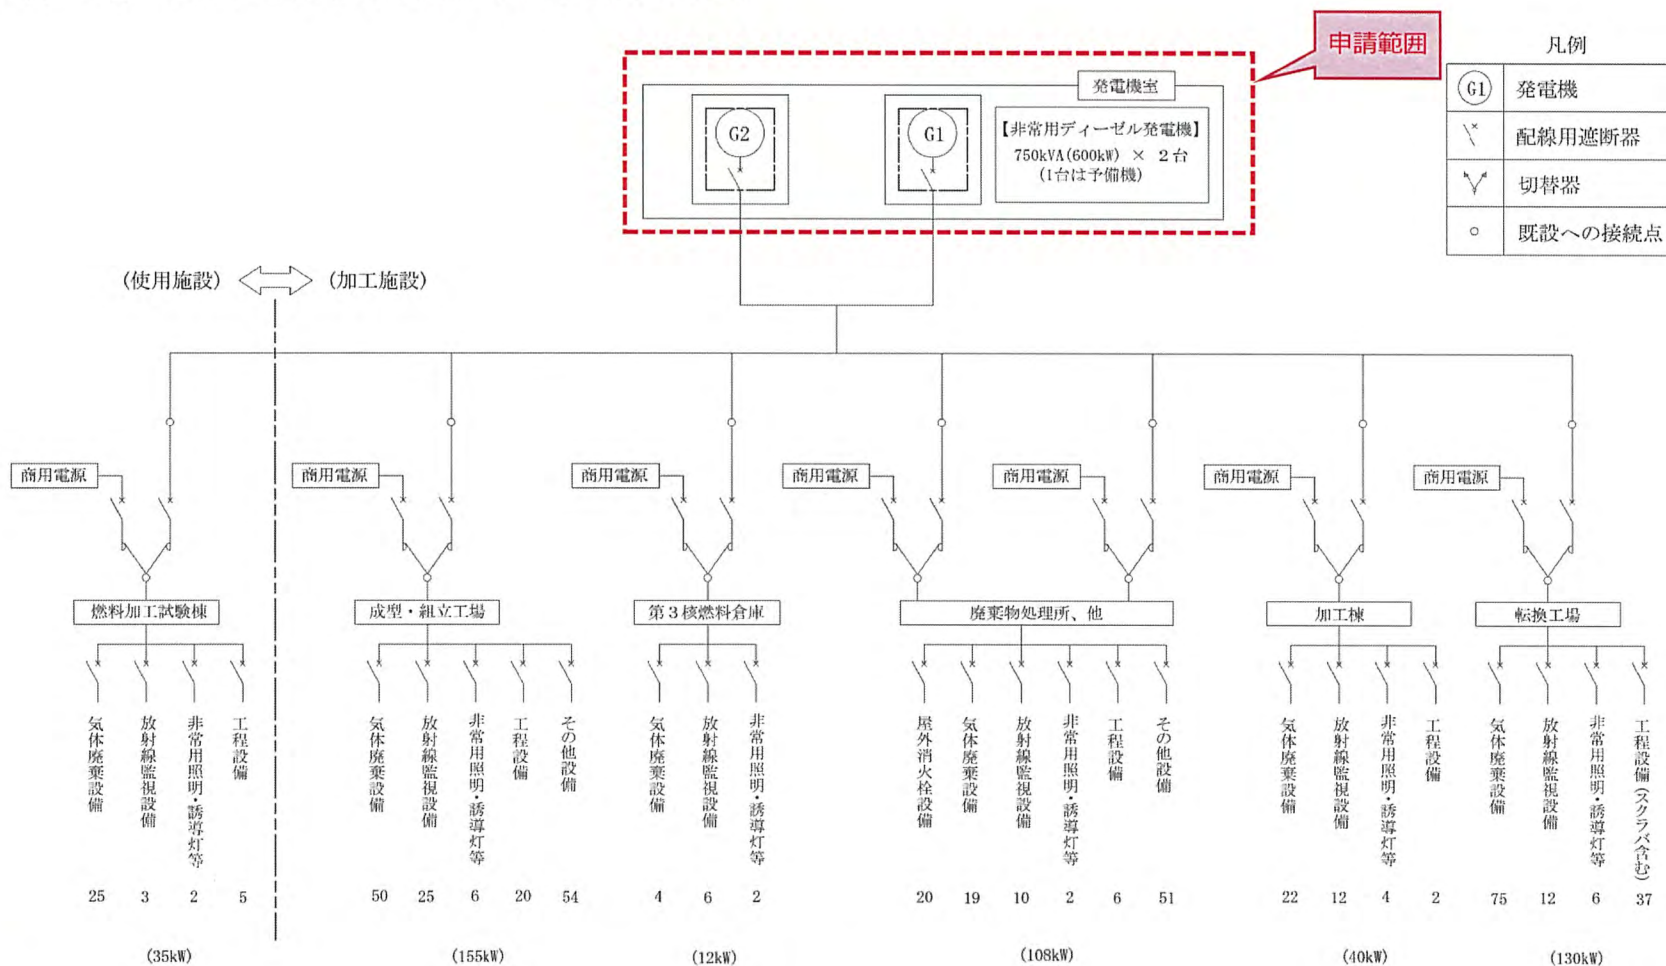 申請範囲
凡例
G1 発電機
配線用遮断器
切替器
既設への接続点
発電機室
G2
G1
【非常用ディーゼル発電機】
750kVA(600kW) × 2台
(1台は予備機)
(使用施設)
(加工施設)
商用電源
商用電源
商用電源
商用電源
商用電源
商用電源
商用電源
燃料加工試験棟
成型・組立工場
第3核燃料倉庫
廃棄物処理所、他
加工棟
転換工場
気体廃棄設備
放射線監視設備
非常用照明・誘導灯等
工程設備
気体廃棄設備
放射線監視設備
非常用照明・誘導灯等
工程設備
その他設備
気体廃棄設備
放射線監視設備
非常用照明・誘導灯等
屋外消火栓設備
気体廃棄設備
放射線監視設備
非常用照明・誘導灯等
工程設備
その他設備
気体廃棄設備
放射線監視設備
非常用照明・誘導灯等
工程設備
気体廃棄設備
放射線監視設備
非常用照明・誘導灯等
工程設備(スクラバ含む)
25 3 2 5
50 25 6 20 54
4 6 2
20 19 10 2 6 51
22 12 4 2
75 12 6 37
(35kW)
(155kW)
(12kW)
(108kW)
(40kW)
(130kW)